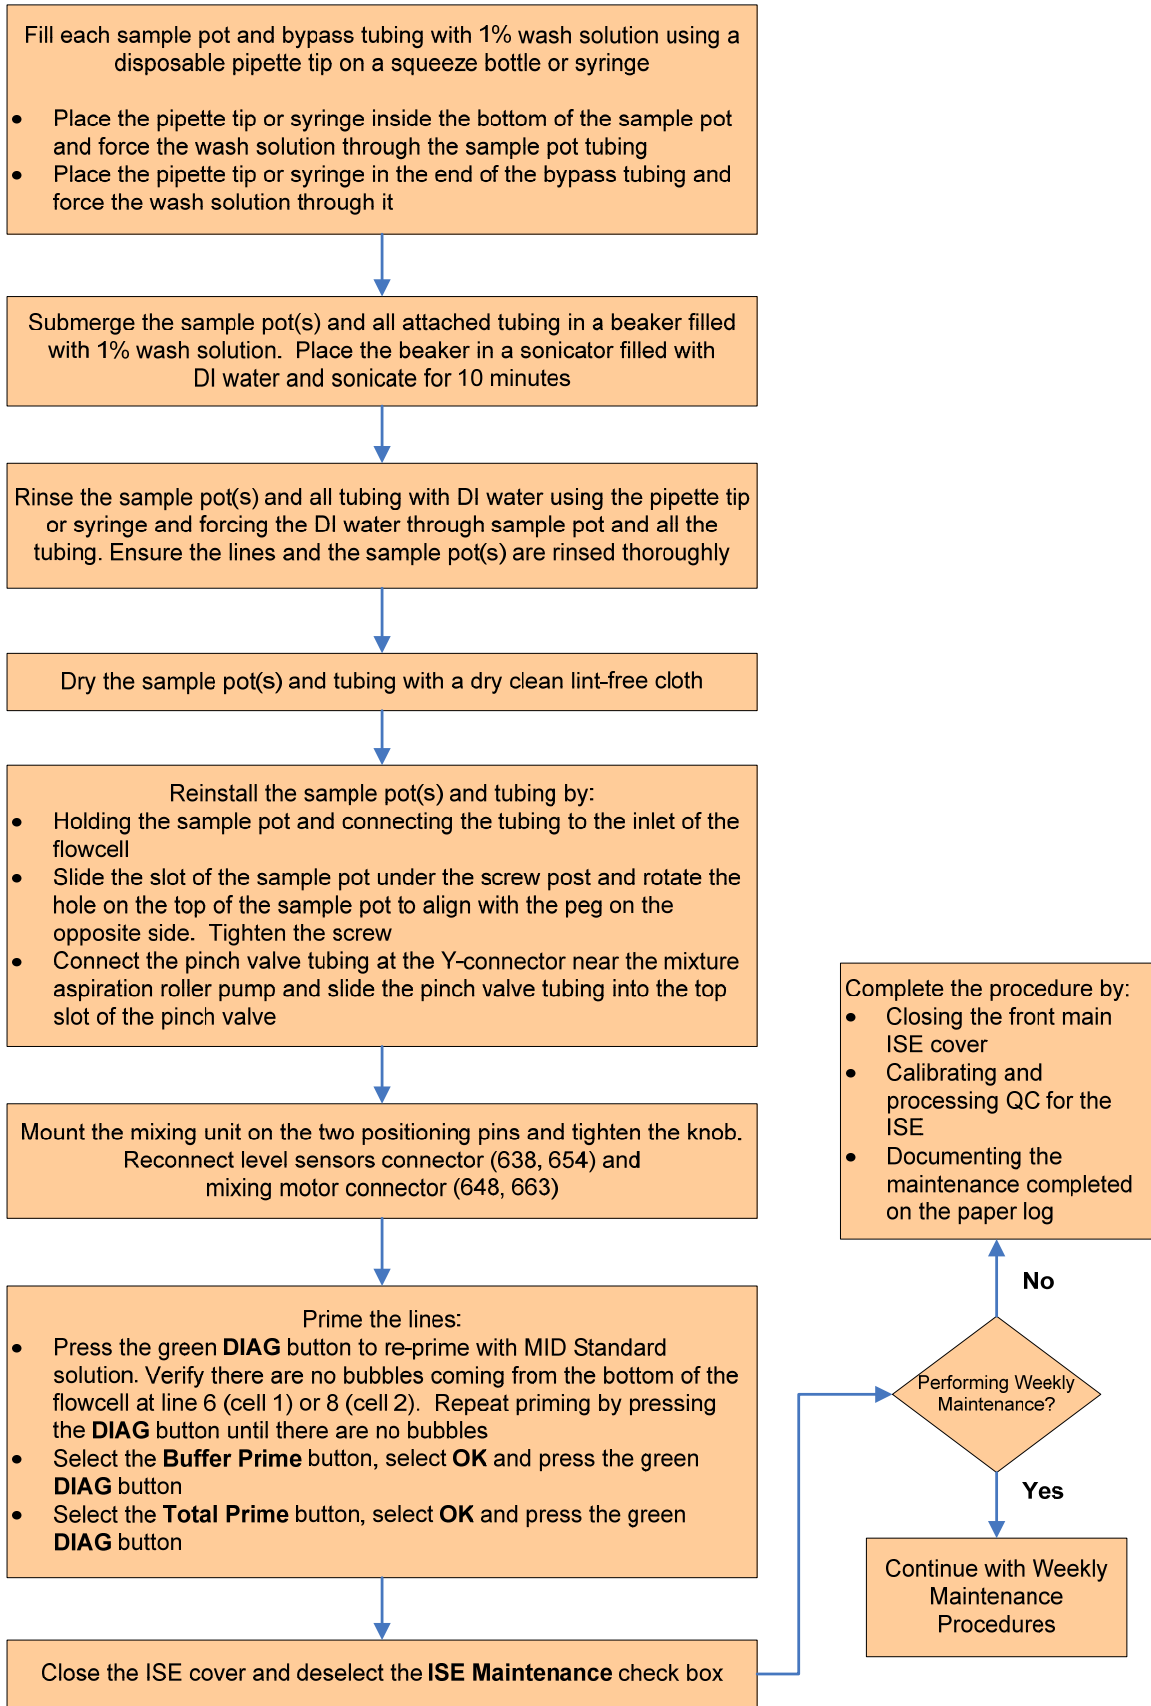 Fill each sample pot and bypass tubing with 1% wash solution using a
disposable pipette tip on a squeeze bottle or syringe
• Place the pipette tip or syringe inside the bottom of the sample pot
and force the wash solution through the sample pot tubing
• Place the pipette tip or syringe in the end of the bypass tubing and
force the wash solution through it
Submerge the sample pot(s) and all attached tubing in a beaker filled
with 1% wash solution.  Place the beaker in a sonicator filled with
DI water and sonicate for 10 minutes
Rinse the sample pot(s) and all tubing with DI water using the pipette tip
or syringe and forcing the DI water through sample pot and all the
tubing. Ensure the lines and the sample pot(s) are rinsed thoroughly
Dry the sample pot(s) and tubing with a dry clean lint-free cloth
Reinstall the sample pot(s) and tubing by:
• Holding the sample pot and connecting the tubing to the inlet of the
flowcell
• Slide the slot of the sample pot under the screw post and rotate the
hole on the top of the sample pot to align with the peg on the
opposite side.  Tighten the screw
• Connect the pinch valve tubing at the Y-connector near the mixture
aspiration roller pump and slide the pinch valve tubing into the top
slot of the pinch valve
Mount the mixing unit on the two positioning pins and tighten the knob.
Reconnect level sensors connector (638, 654) and
mixing motor connector (648, 663)
Prime the lines:
• Press the green DIAG button to re-prime with MID Standard
solution. Verify there are no bubbles coming from the bottom of the
flowcell at line 6 (cell 1) or 8 (cell 2).  Repeat priming by pressing
the DIAG button until there are no bubbles
• Select the Buffer Prime button, select OK and press the green
DIAG button
• Select the Total Prime button, select OK and press the green
DIAG button
Close the ISE cover and deselect the ISE Maintenance check box
Performing Weekly
Maintenance?
No
Complete the procedure by:
• Closing the front main
ISE cover
• Calibrating and
processing QC for the
ISE
• Documenting the
maintenance completed
on the paper log
Yes
Continue with Weekly
Maintenance
Procedures